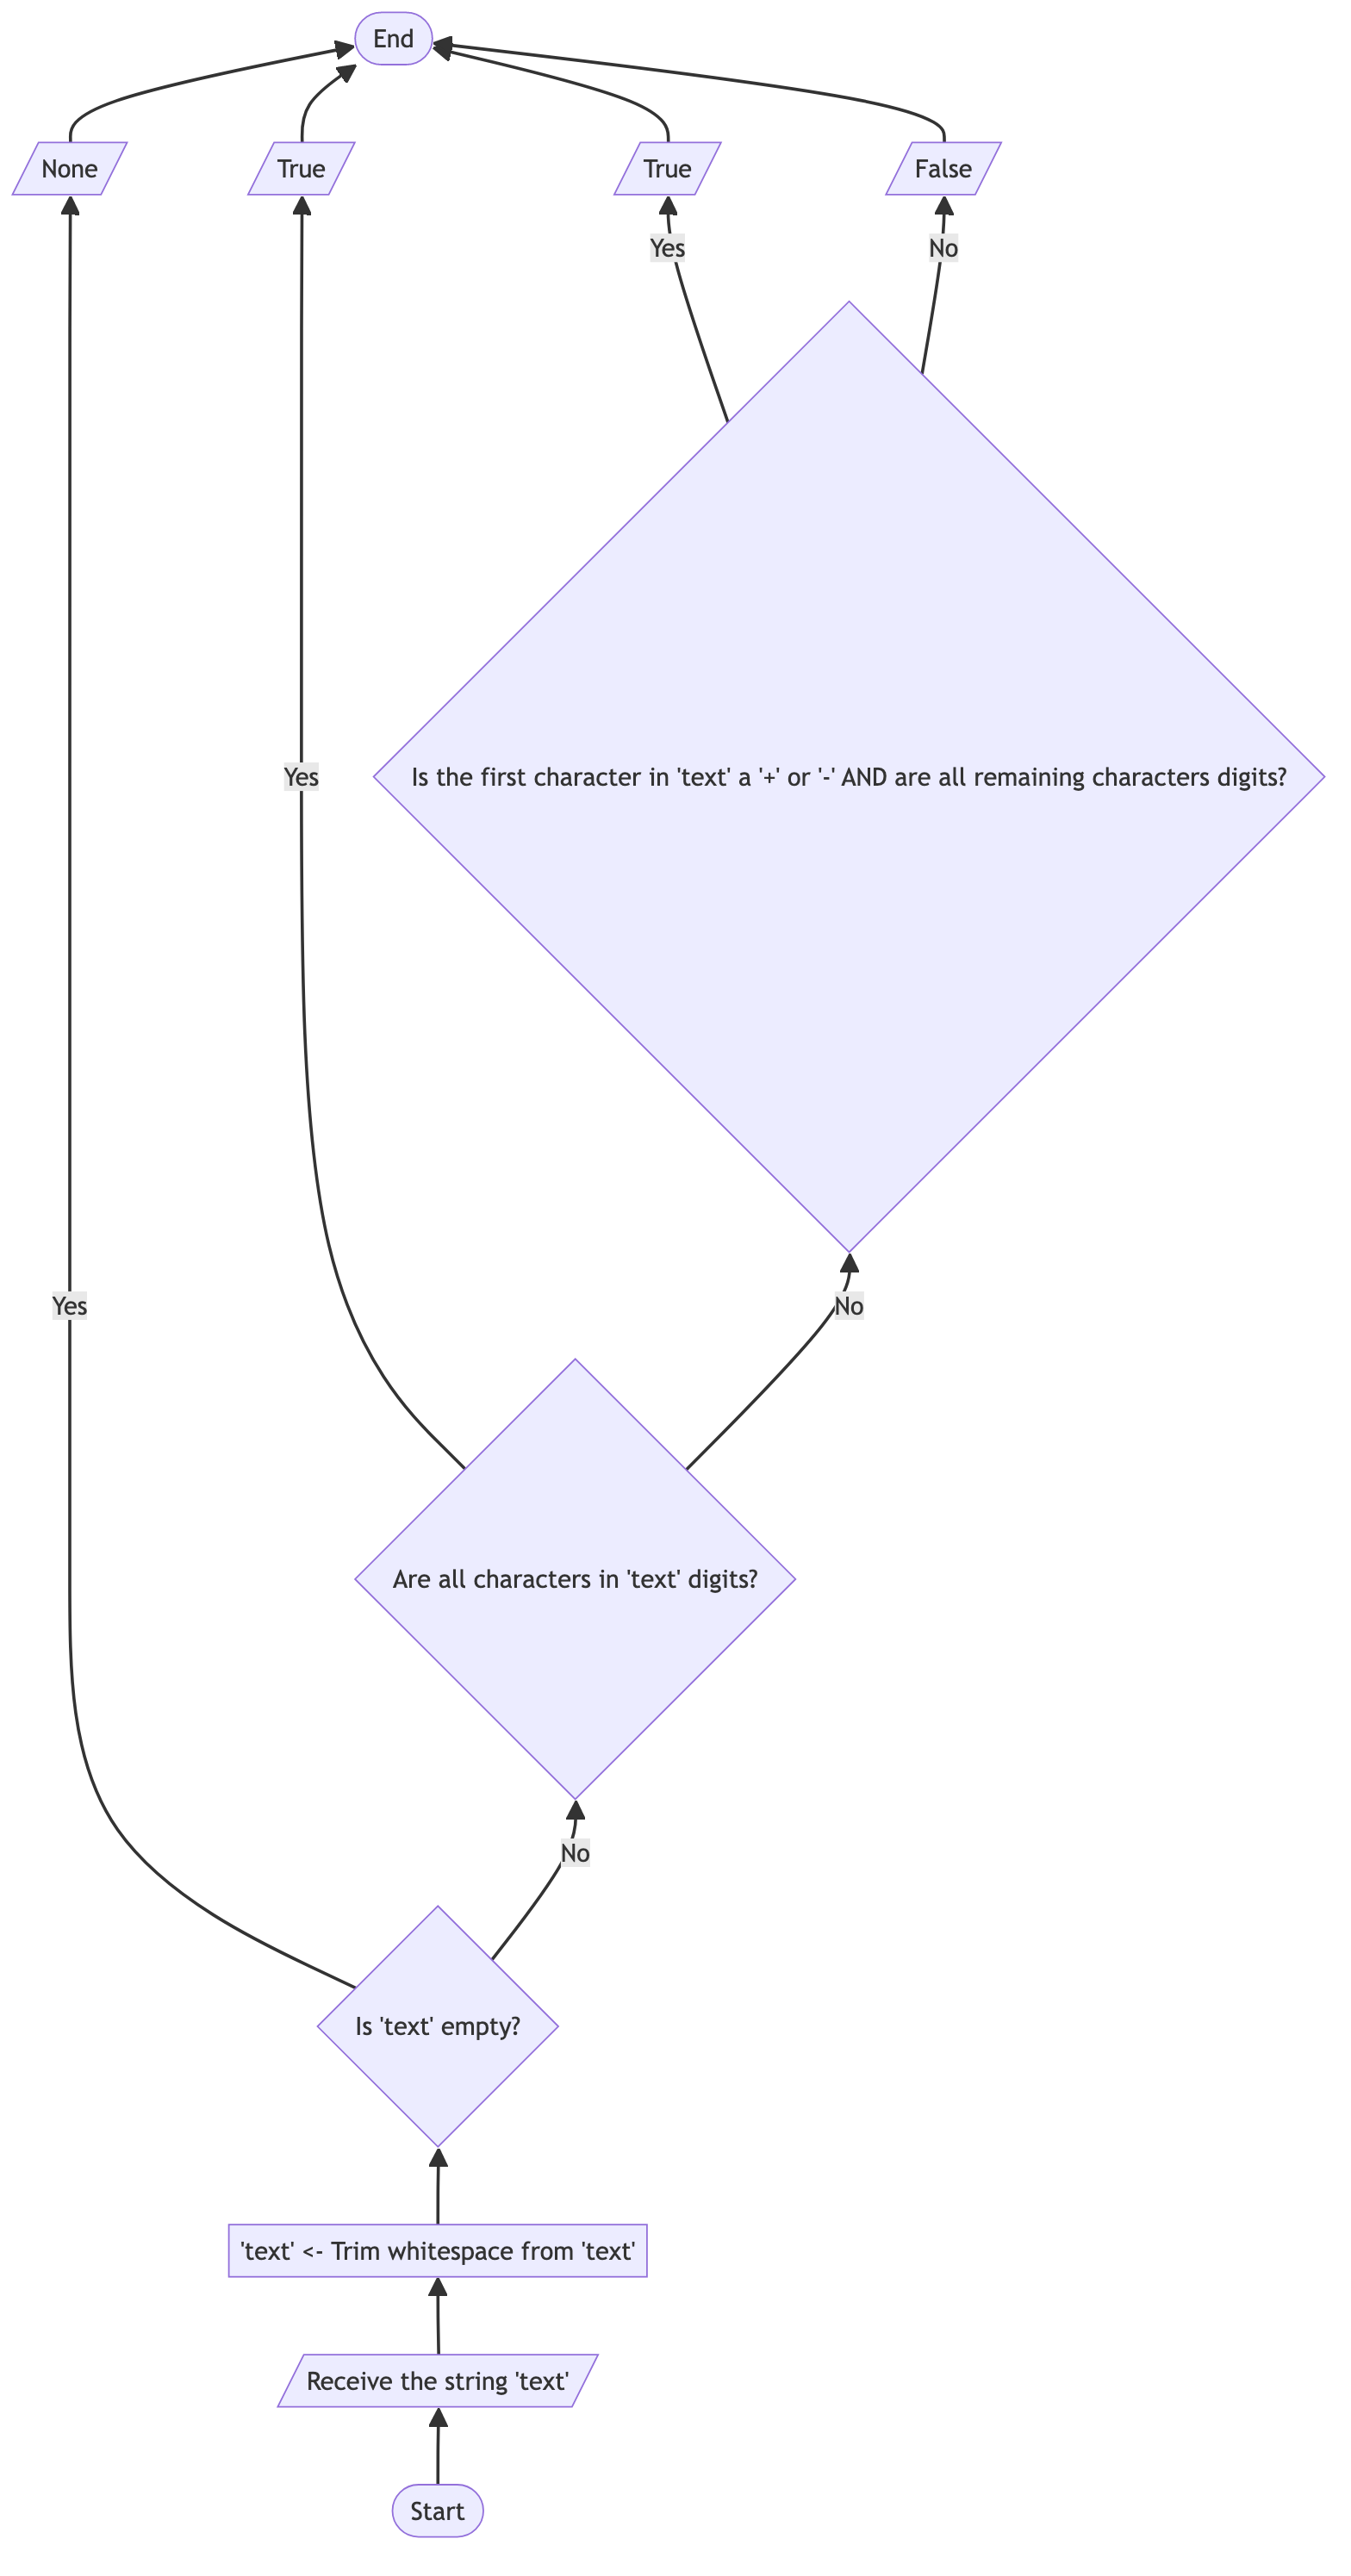 End
None
True
True
False
Yes
No
Yes
Is the first character in 'text' a '+' or '-' AND are all remaining characters digits?
Yes
No
Are all characters in 'text' digits?
No
Is 'text' empty?
'text' <- Trim whitespace from 'text'
Receive the string 'text'
Start